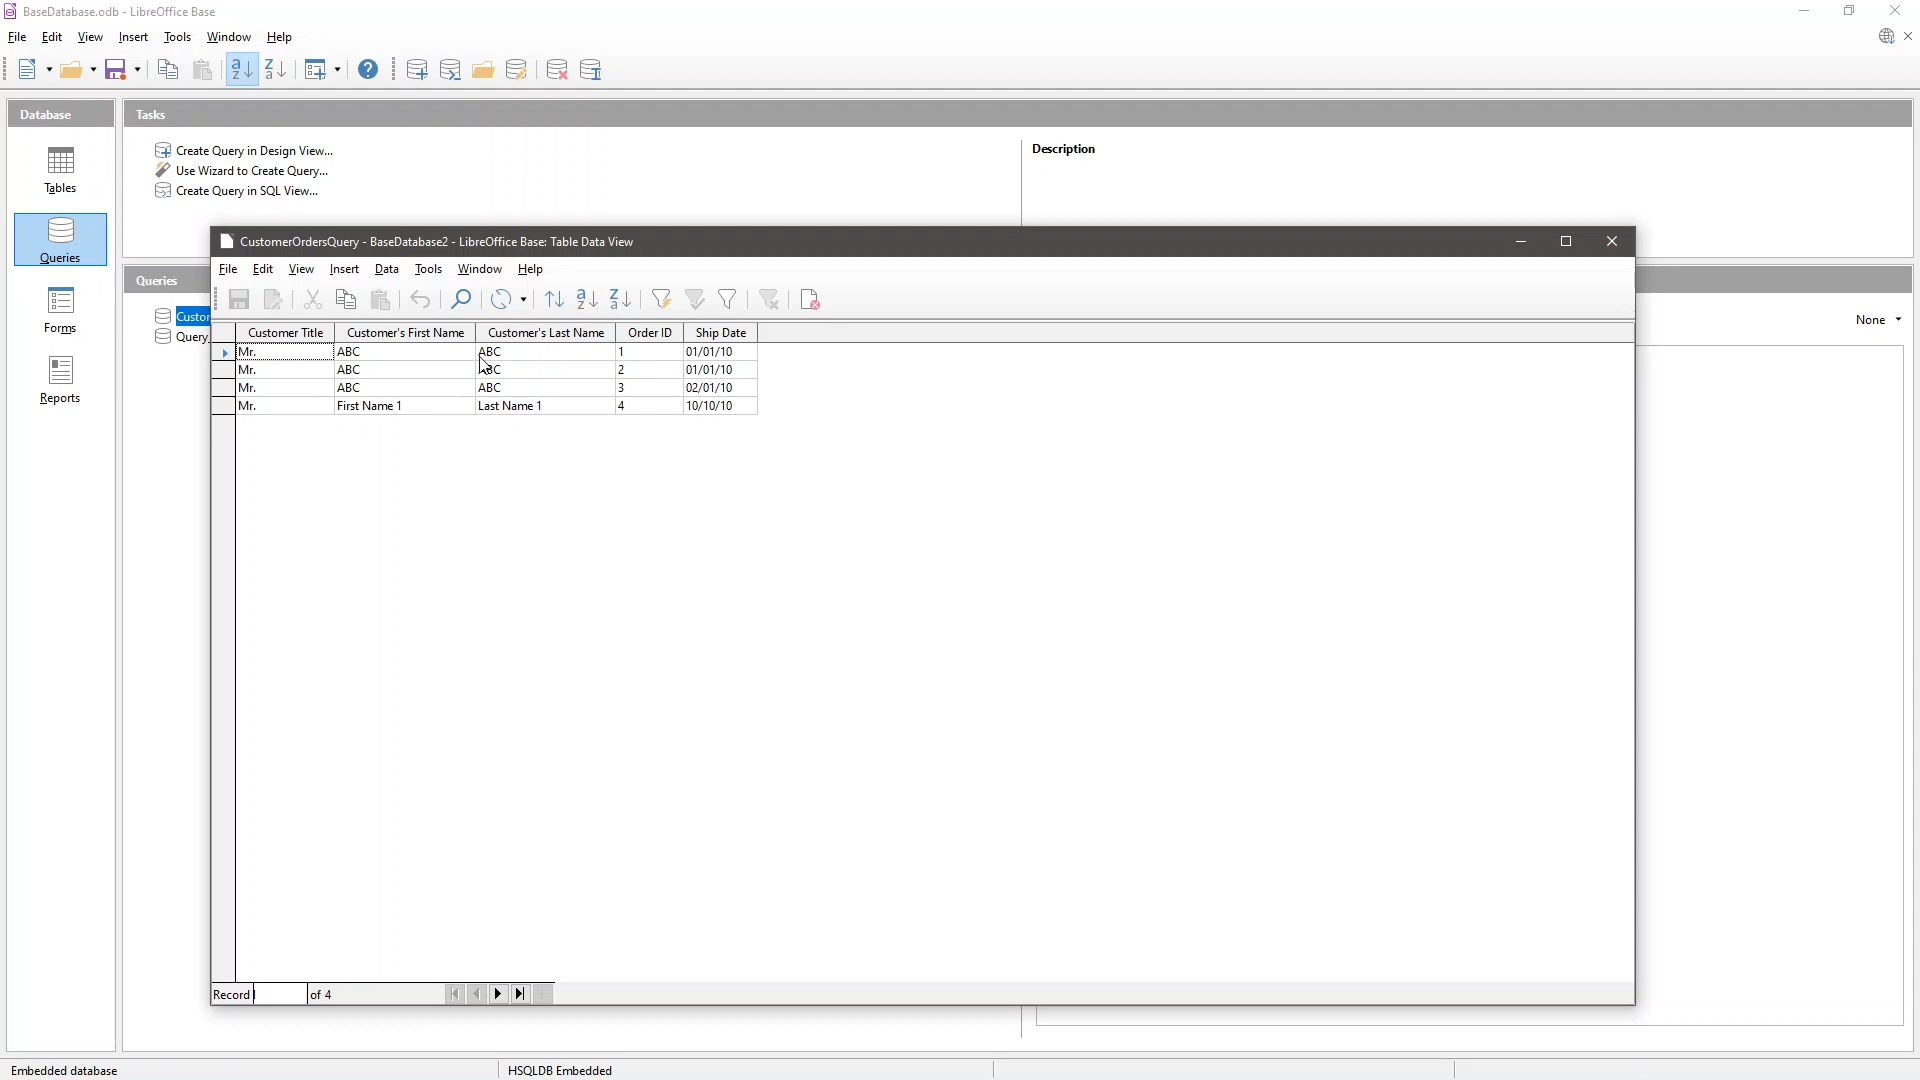 BaseDatabase.odb - LibreOffice Base
File Edit View Insert Tools Window Help
Database
Tasks
Tables
Queries
Forms
Reports
Create Query in Design View...
Use Wizard to Create Query...
Create Query in SQL View...
Description
Queries
Custor
Query
None
CustomerOrdersQuery - BaseDatabase2 - LibreOffice Base: Table Data View
File Edit View Insert Data Tools Window Help
Customer Title Customer's First Name Customer's Last Name Order ID Ship Date
Mr. ABC ABC 1 01/01/10
Mr. ABC ABC 2 01/01/10
Mr. ABC ABC 3 02/01/10
Mr. First Name 1 Last Name 1 4 10/10/10
Record of 4
Embedded database HSQLDB Embedded